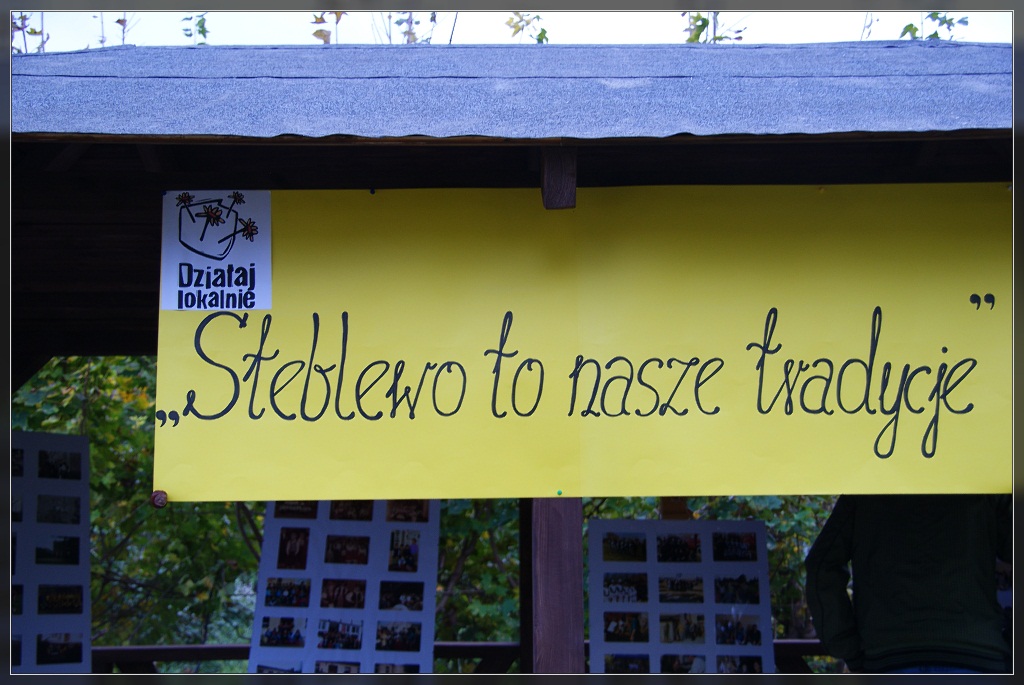 Działaj
lokalnie
„Steblewo to nasze tradycje”